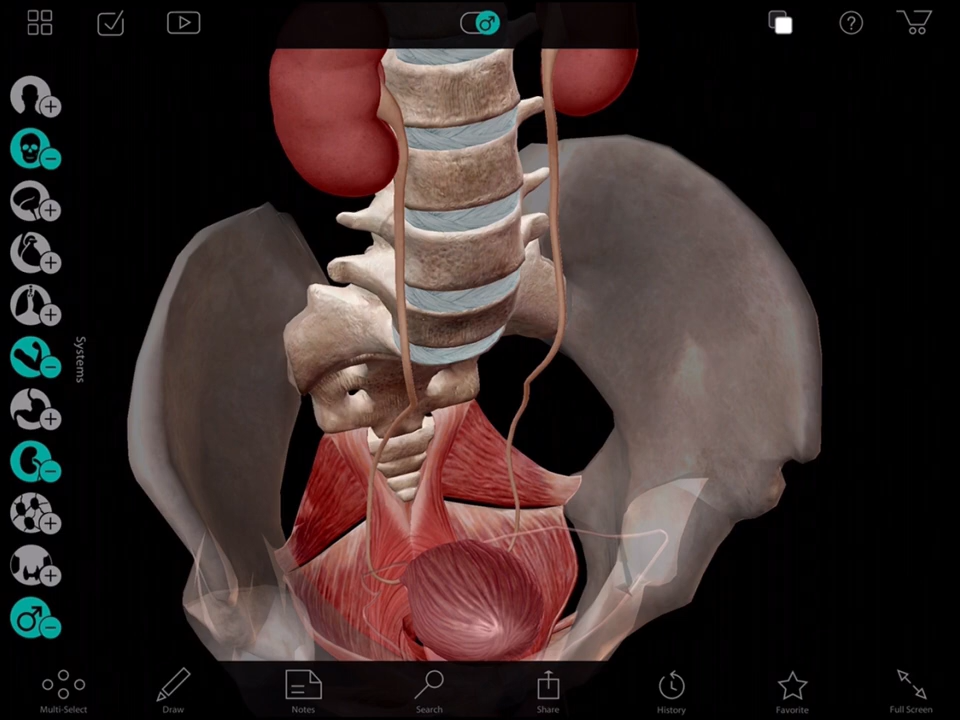 Systems
Multi-Select
Draw
Notes
Search
Share
History
Favorite
Full Screen